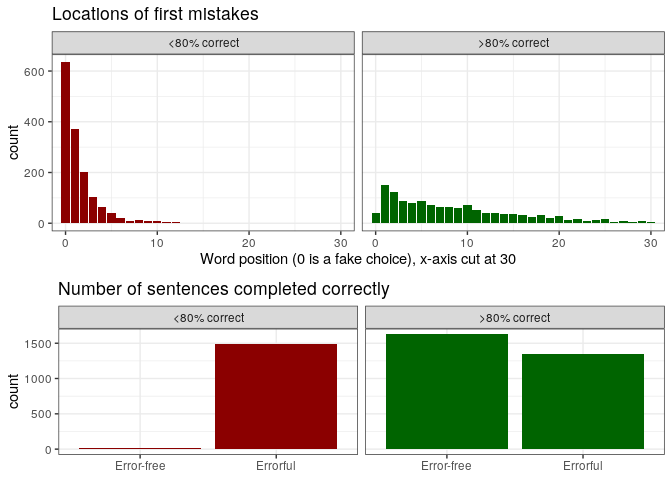 Locations of first mistakes
<80% correct >80% correct
600
400
200
0
count
0 10 20 30 0 10 20 30
Word position (0 is a fake choice), x-axis cut at 30
Number of sentences completed correctly
<80% correct >80% correct
1500
1000
500
0
count
Error-free Errorful Error-free Errorful